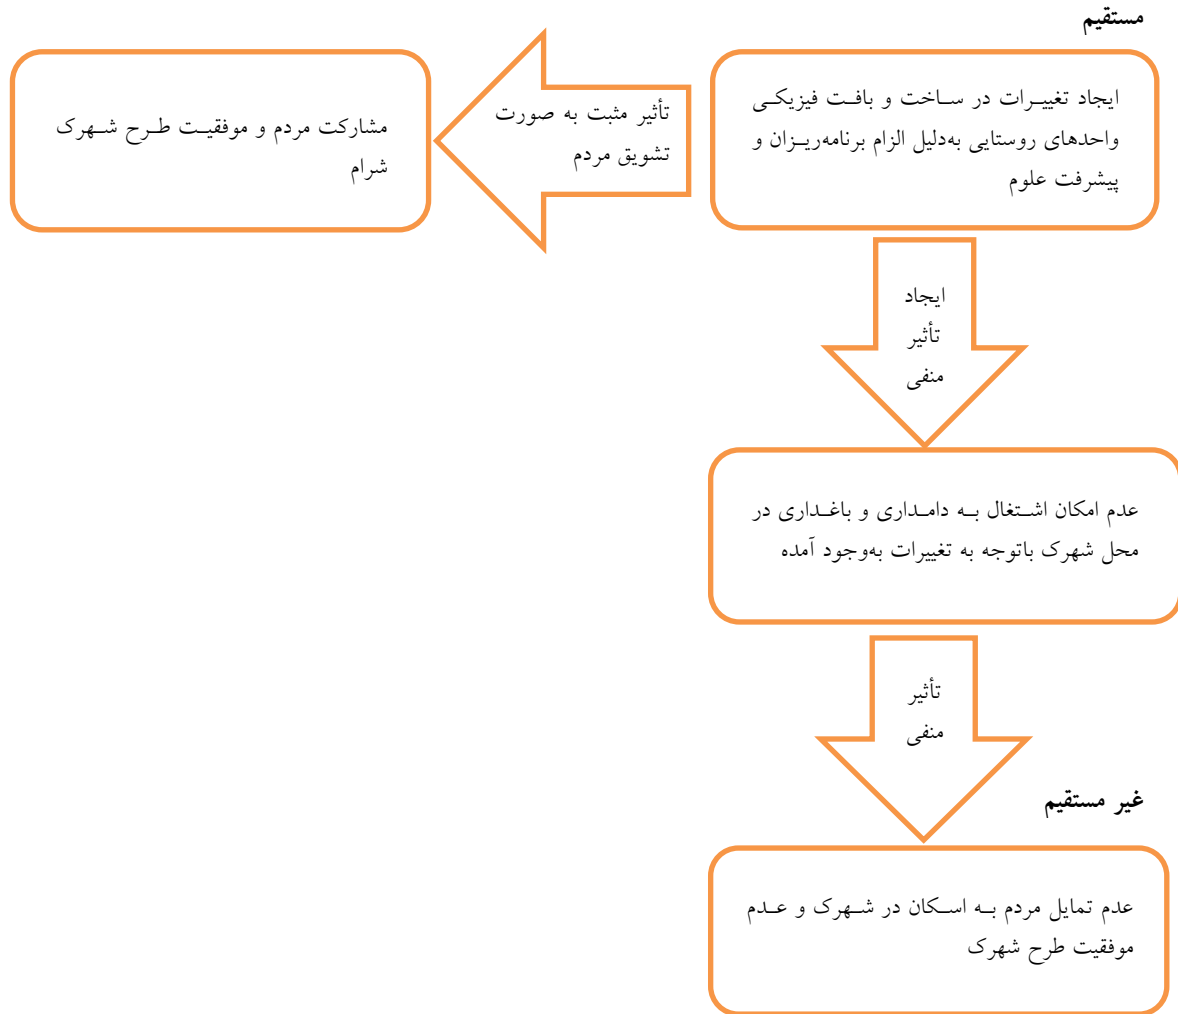 مستقیم
ایجاد تغییرات در ساخت و بافت فیزیکی
واحدهای روستایی به‌دلیل الزام برنامه‌ریزان و
پیشرفت علوم
تأثیر مثبت به صورت
تشویق مردم
مشارکت مردم و موفقیت طرح شهرک
شرام
ایجاد
تأثیر
منفی
عدم امکان اشتغال به دامداری و باغداری در
محل شهرک باتوجه به تغییرات به‌وجود آمده
تأثیر
منفی
غیر مستقیم
عدم تمایل مردم به اسکان در شهرک و عدم
موفقیت طرح شهرک